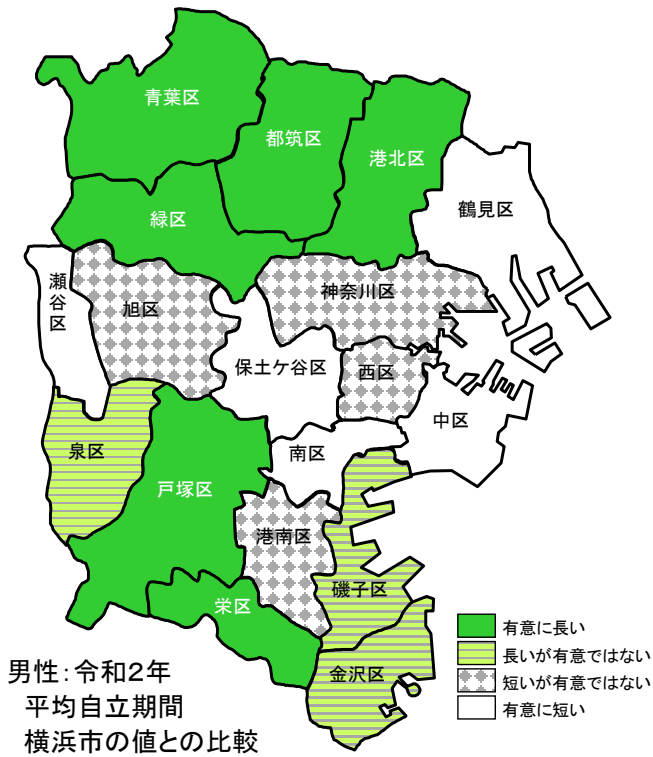 青葉区
都筑区
港北区
緑区
鶴見区
瀬谷区
旭区
神奈川区
保土ケ谷区
西区
中区
泉区
南区
戸塚区
港南区
磯子区
栄区
金沢区
有意に長い
長いが有意ではない
短いが有意ではない
有意に短い
男性:令和2年
平均自立期間
横浜市の値との比較